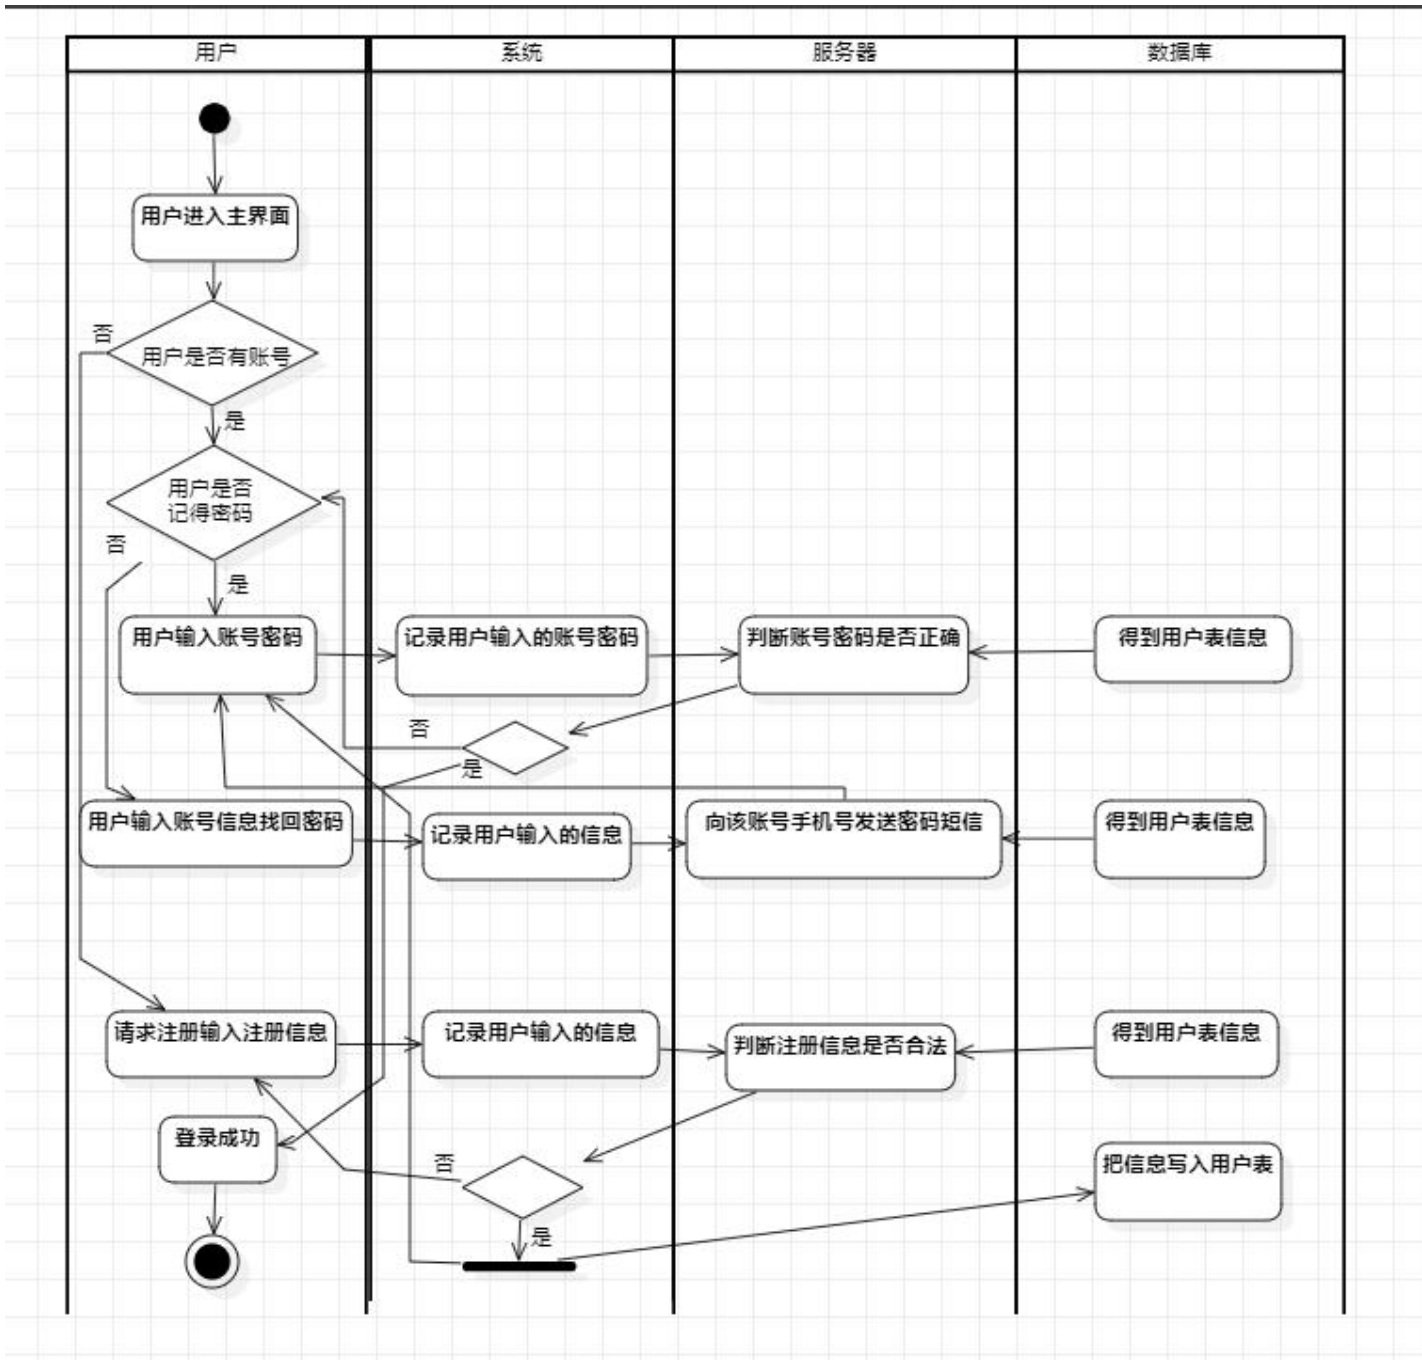 用户
系统
服务器
数据库
用户进入主界面
否
用户是否有账号
是
用户是否
记得密码
否
是
用户输入账号密码
记录用户输入的账号密码
判断账号密码是否正确
得到用户表信息
否
是
用户输入账号信息找回密码
记录用户输入的信息
向该账号手机号发送密码短信
得到用户表信息
请求注册输入注册信息
记录用户输入的信息
判断注册信息是否合法
得到用户表信息
登录成功
否
把信息写入用户表
是